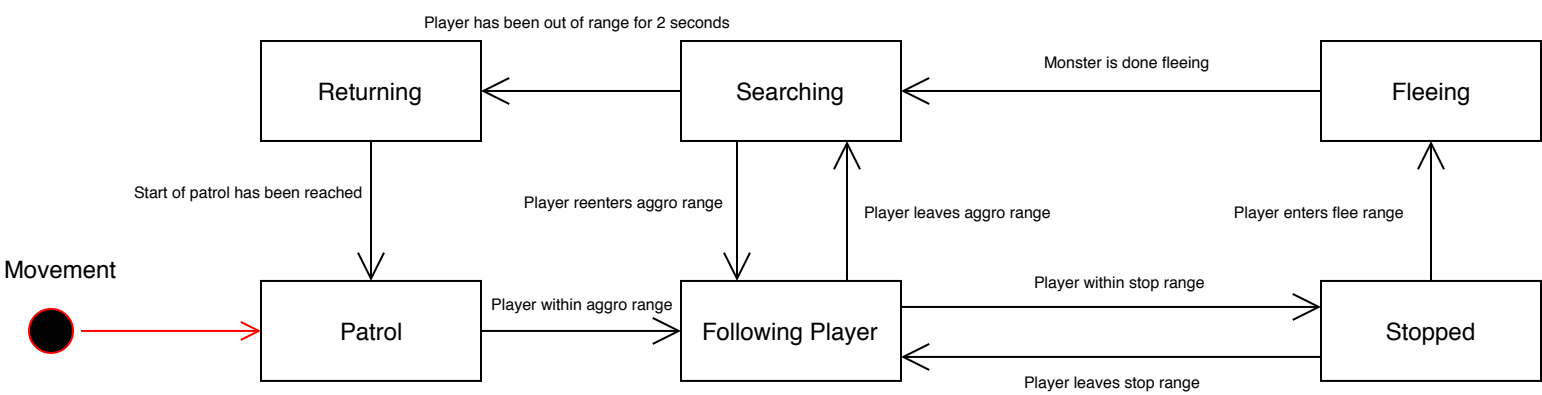 Player has been out of range for 2 seconds
Returning
Searching
Monster is done fleeing
Fleeing
Start of patrol has been reached
Player reenters aggro range
Player leaves aggro range
Player enters flee range
Movement
Patrol
Player within aggro range
Following Player
Player within stop range
Stopped
Player leaves stop range